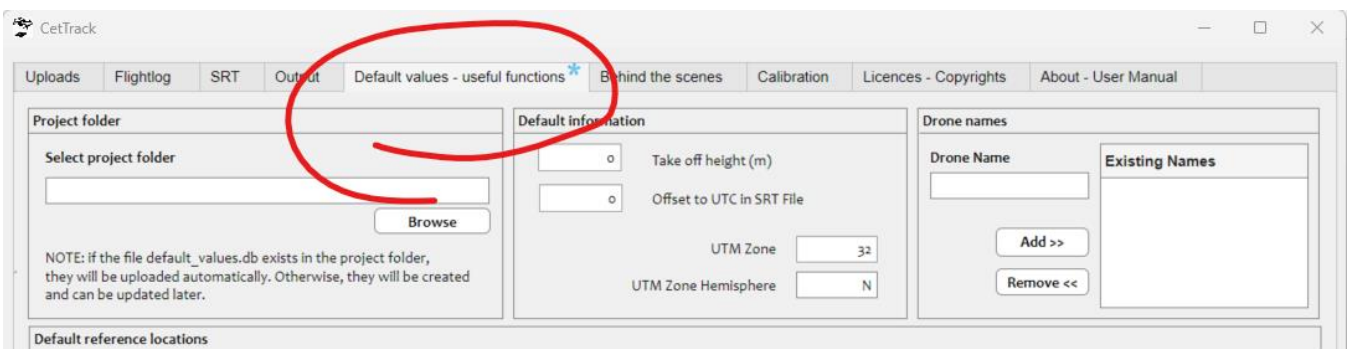 CetTrack
Uploads Flightlog SRT Output Default values - useful functions* Behind the scenes Calibration Licences - Copyrights About - User Manual
Project folder
Select project folder
Browse
NOTE: if the file default_values.db exists in the project folder,
they will be uploaded automatically. Otherwise, they will be created
and can be updated later.
Default information
0 Take off height (m)
0 Offset to UTC in SRT File
UTM Zone 32
UTM Zone Hemisphere N
Drone names
Drone Name
Existing Names
Add >>
Remove <<
Default reference locations